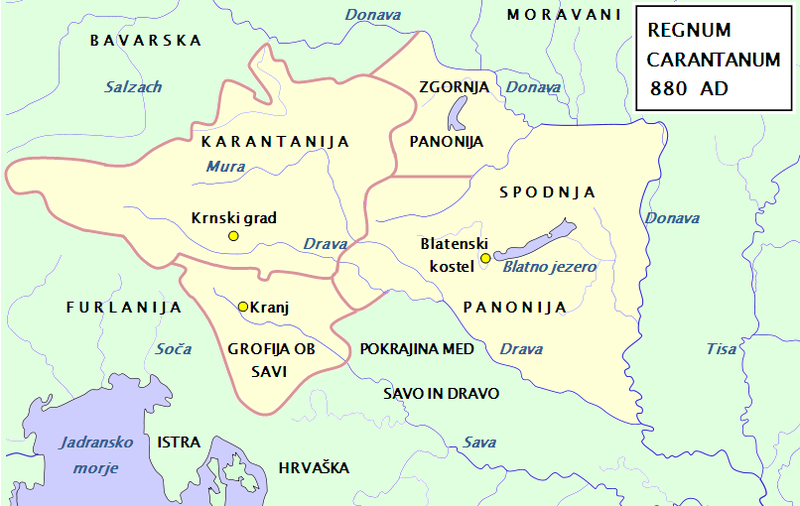 Donava
MORAVANI
REGNUM
CARANTANUM
880 AD
BAVARSKA
Salzach
ZGORNJA
Donava
KARANTANIJA
PANONIJA
Mura
SPODNJA
Krnski grad
Donava
Drava
Blatenski
kostel
Blatno jezero
FURLANIJA
Kranj
PANONIJA
Soča
GROFIJA OB
SAVI
POKRAJINA MED
Drava
Tisa
SAVO IN DRAVO
Jadransko
morje
ISTRA
Sava
HRVAŠKA